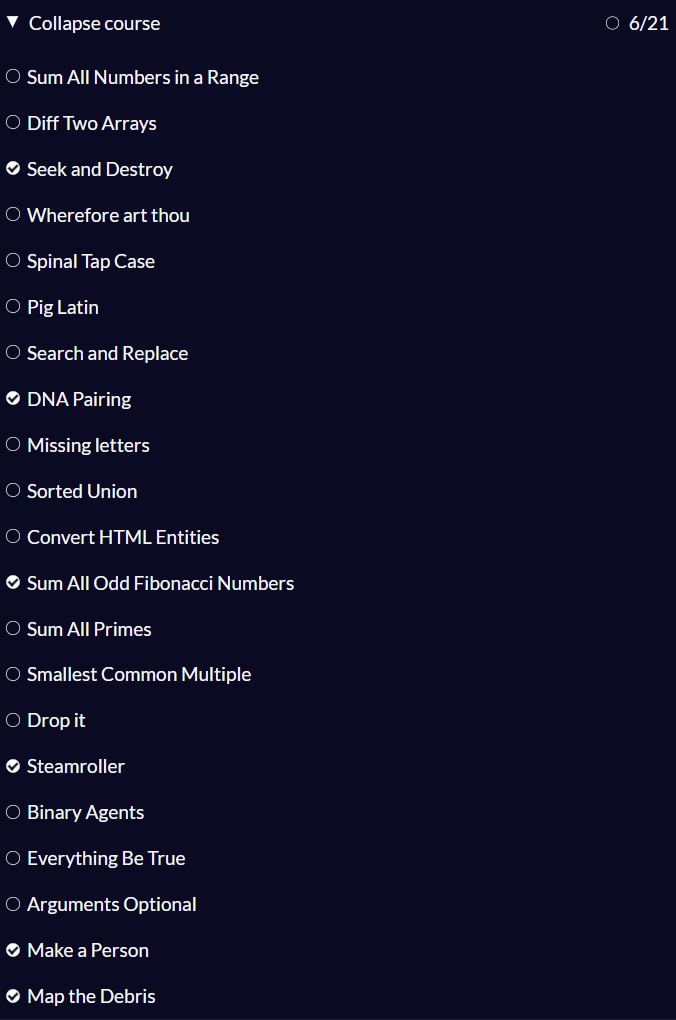 Collapse course 6/21
Sum All Numbers in a Range
Diff Two Arrays
Seek and Destroy
Wherefore art thou
Spinal Tap Case
Pig Latin
Search and Replace
DNA Pairing
Missing letters
Sorted Union
Convert HTML Entities
Sum All Odd Fibonacci Numbers
Sum All Primes
Smallest Common Multiple
Drop it
Steamroller
Binary Agents
Everything Be True
Arguments Optional
Make a Person
Map the Debris